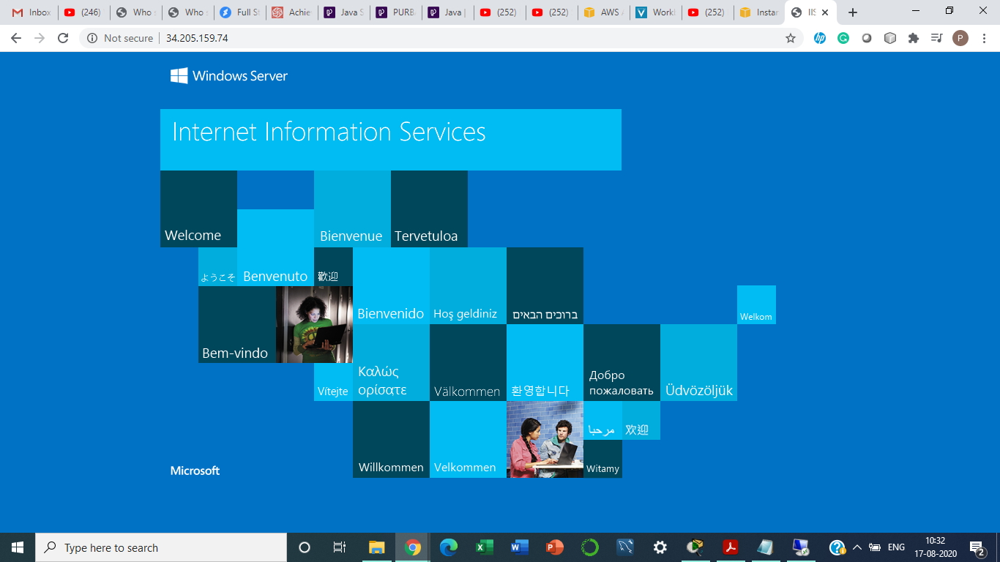 Inbox
(246)
Who s
Who s
Full St
Achie
Java S
PURB
Java |
(252)
(252)
AWS A
Workl
(252)
Instan
IIS
Not secure
34.205.159.74
P
Windows Server
Internet Information Services
Welcome
Bienvenue
Tervetuloa
ようこそ
Benvenuto
歡迎
Bienvenido
Hoş geldiniz
ברוכים הבאים
Welkom
Bem-vindo
Vítejte
Καλώς
ορίσατε
Välkommen
환영합니다
Добро
пожаловать
Üdvözöljük
مرحبا
欢迎
Willkommen
Velkommen
Witamy
Microsoft
Type here to search
ENG
10:32
17-08-2020
2